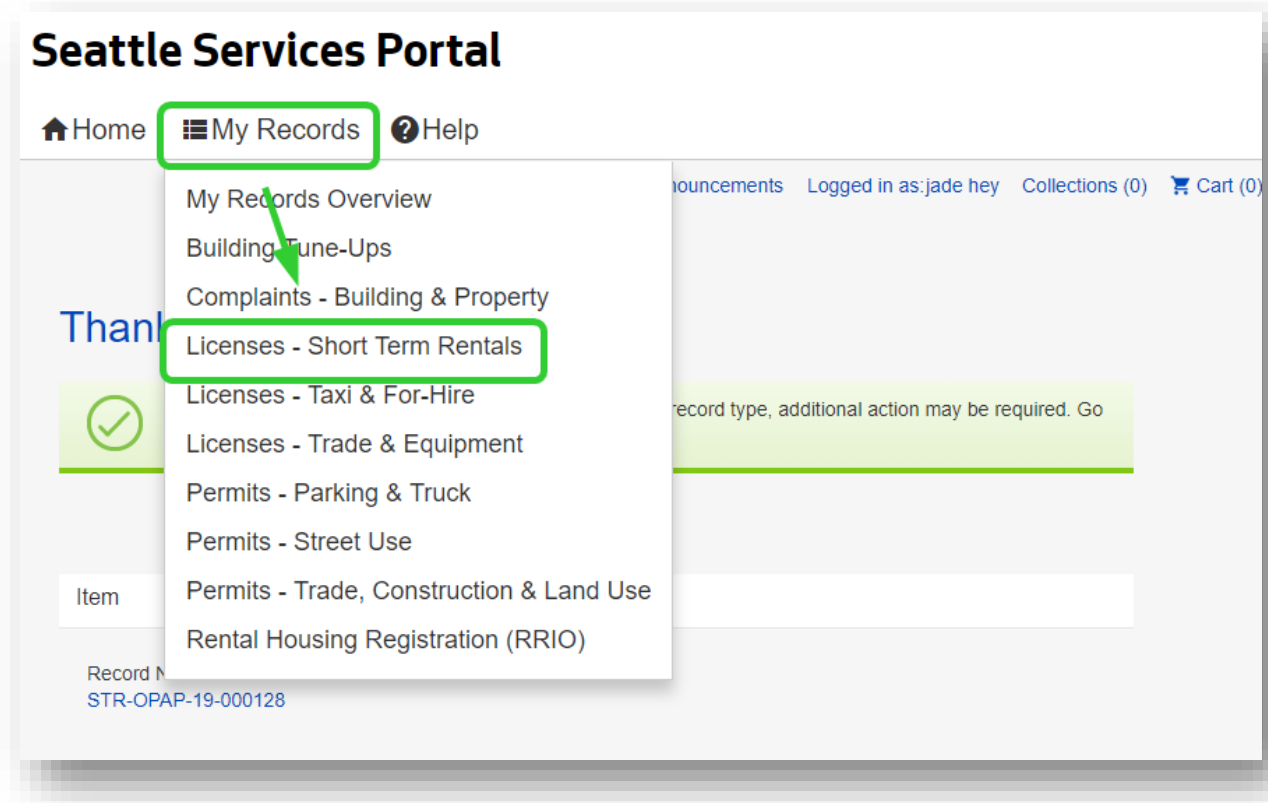 Seattle Services Portal
Home My Records Help
My Records Overview
Logged in as:jade hey Collections (0) Cart (0)
Building Tune-Ups
Complaints - Building & Property
Licenses - Short Term Rentals
Licenses - Taxi & For-Hire
record type, additional action may be required. Go
Licenses - Trade & Equipment
Permits - Parking & Truck
Permits - Street Use
Item
Permits - Trade, Construction & Land Use
Rental Housing Registration (RRIO)
Record
STR-OPAP-19-000128